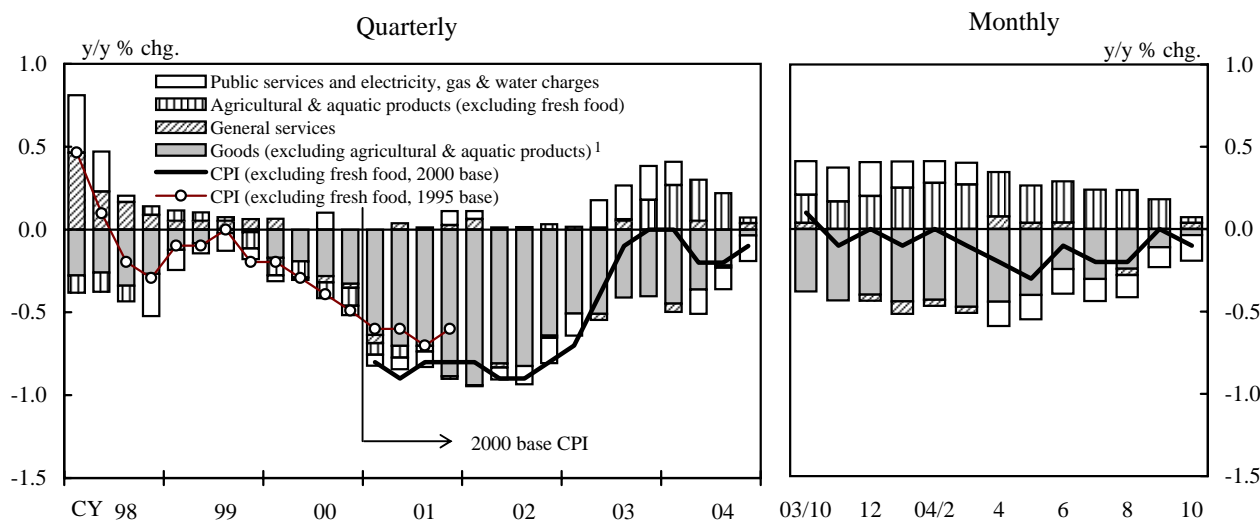 Quarterly
y/y % chg.
1.0
0.5
0.0
-0.5
-1.0
-1.5
Public services and electricity, gas & water charges
Agricultural & aquatic products (excluding fresh food)
General services
Goods (excluding agricultural & aquatic products) 1
CPI (excluding fresh food, 2000 base)
CPI (excluding fresh food, 1995 base)
2000 base CPI
CY 98 99 00 01 02 03 04
Monthly
y/y % chg.
1.0
0.5
0.0
-0.5
-1.0
-1.5
03/10 12 04/2 4 6 8 10